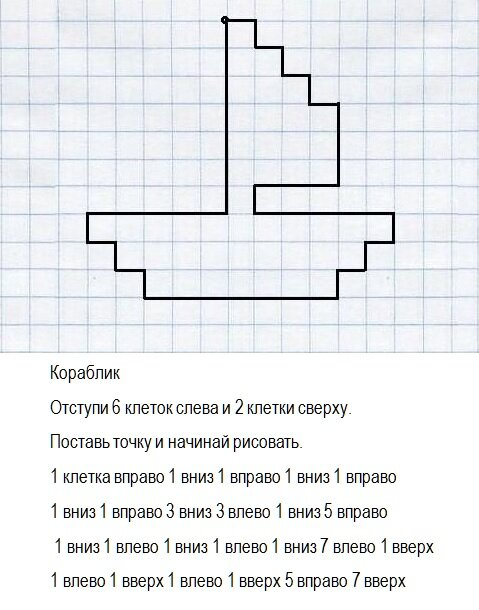 Кораблик
Отступи 6 клеток слева и 2 клетки сверху.
Поставь точку и начинай рисовать.
1 клетка вправо 1 вниз 1 вправо 1 вниз 1 вправо
1 вниз 1 вправо 3 вниз 3 влево 1 вниз 5 вправо
1 вниз 1 влево 1 вниз 1 влево 1 вниз 7 влево 1 вверх
1 влево 1 вверх 1 влево 1 вверх 5 вправо 7 вверх